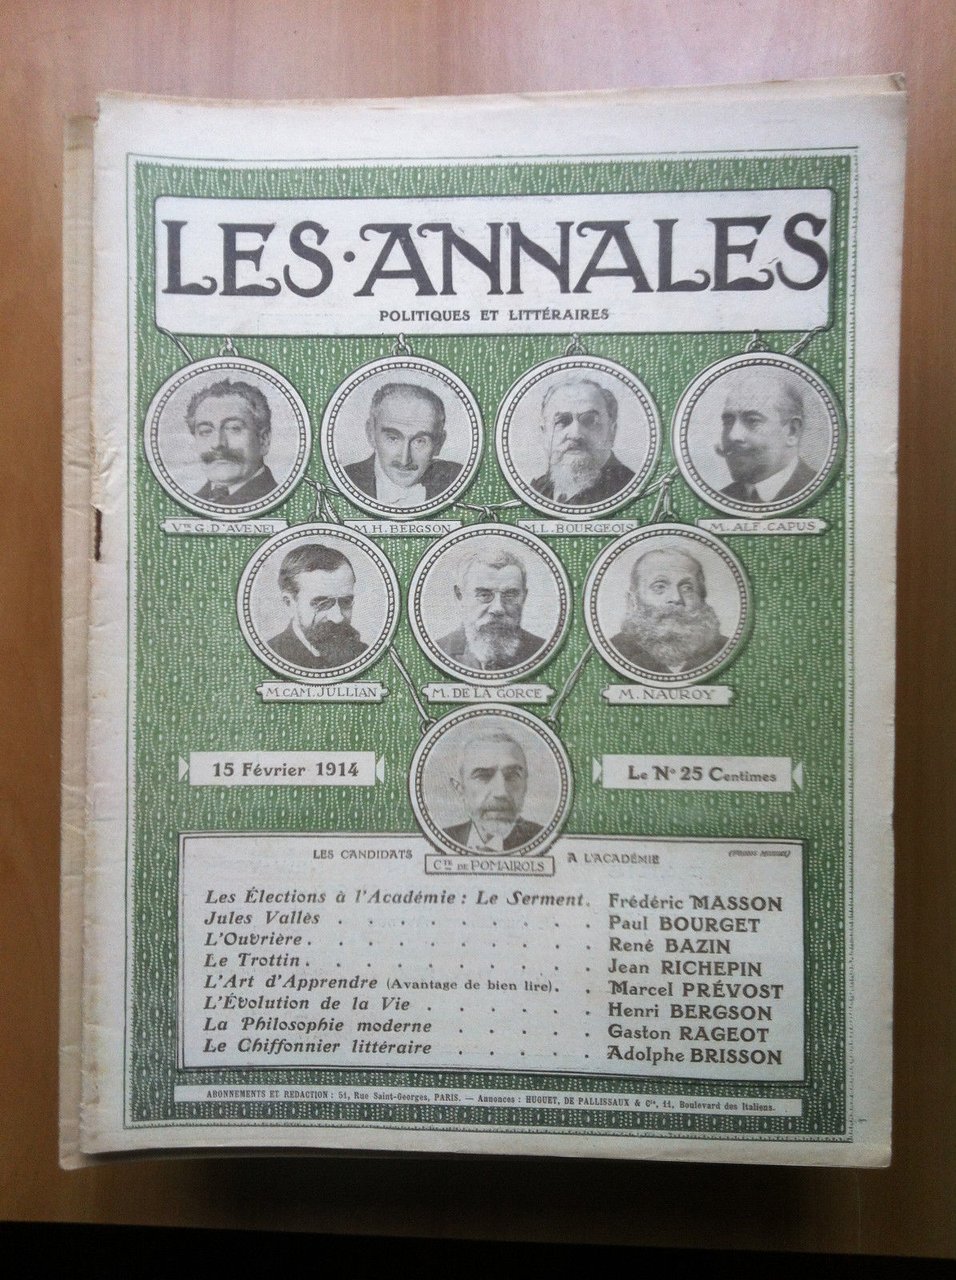 LES · ANNALES
POLITIQUES ET LITTÉRAIRES
Vte G. D'AVENEL
M. H. BERGSON
M. L. BOURGEOIS
M. ALF. CAPUS
M. CAM. JULLIAN
M. DE LA GORCE
M. NAUROY
15 Février 1914
Le No 25 Centimes
LES CANDIDATS
Cte DE POMAIROLS
A L'ACADÉMIE
Les Élections à l'Académie : Le Serment. Frédéric MASSON
Jules Vallès . . . . . . . . . Paul BOURGET
L'Ouvrière . . . . . . . . . . René BAZIN
Le Trottin . . . . . . . . . . Jean RICHEPIN
L'Art d'Apprendre (Avantage de bien lire). . Marcel PRÉVOST
L'Évolution de la Vie . . . . . . Henri BERGSON
La Philosophie moderne . . . . . Gaston RAGEOT
Le Chiffonnier littéraire . . . . . Adolphe BRISSON
ABONNEMENTS ET REDACTION : 51, Rue Saint-Georges, PARIS. — Annonces : HUGUET, DE PALLISSAUX & Cie, 11, Boulevard des Italiens.